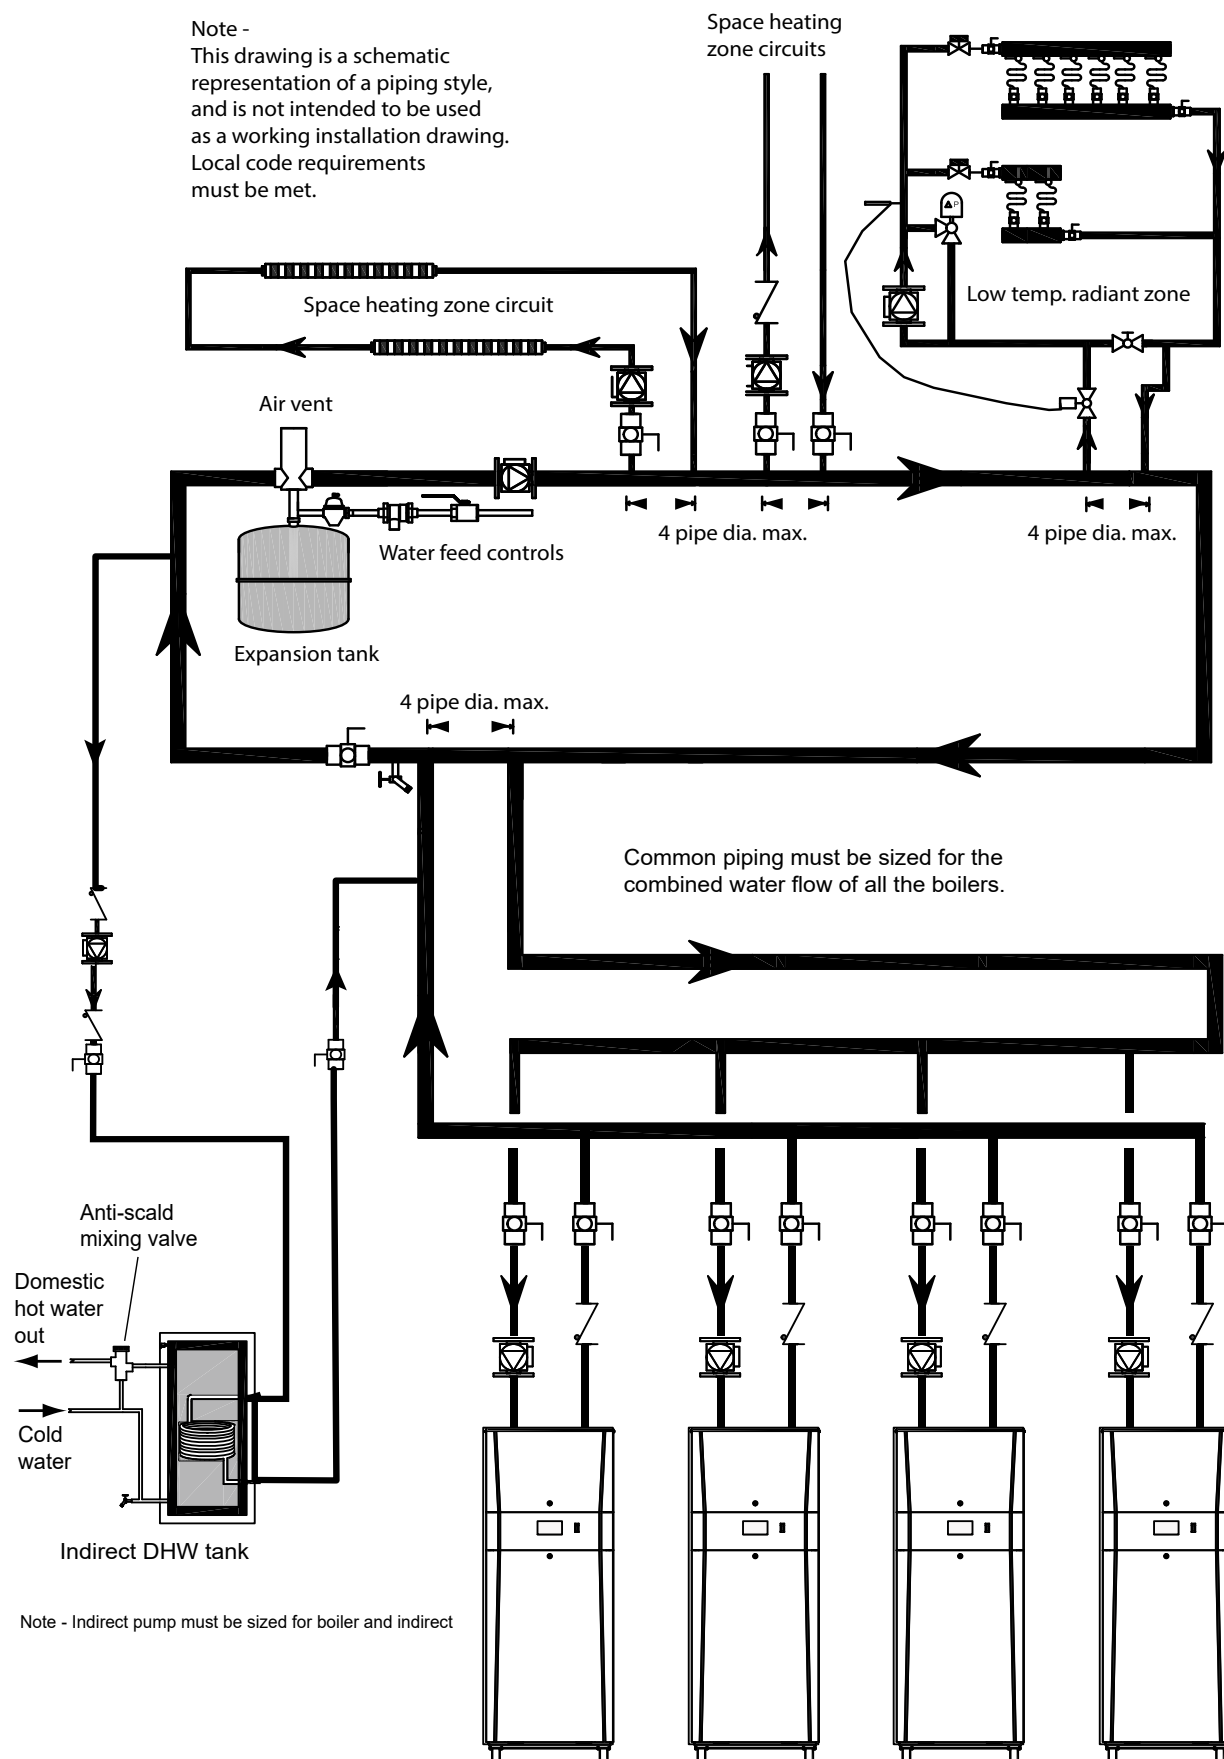 Note -
This drawing is a schematic
representation of a piping style,
and is not intended to be used
as a working installation drawing.
Local code requirements
must be met.
Space heating
zone circuits
ΔP
Low temp. radiant zone
Space heating zone circuit
Air vent
4 pipe dia. max.
4 pipe dia. max.
Water feed controls
Expansion tank
4 pipe dia. max.
Common piping must be sized for the
combined water flow of all the boilers.
Anti-scald
mixing valve
Domestic
hot water
out
Cold
water
Indirect DHW tank
Note - Indirect pump must be sized for boiler and indirect